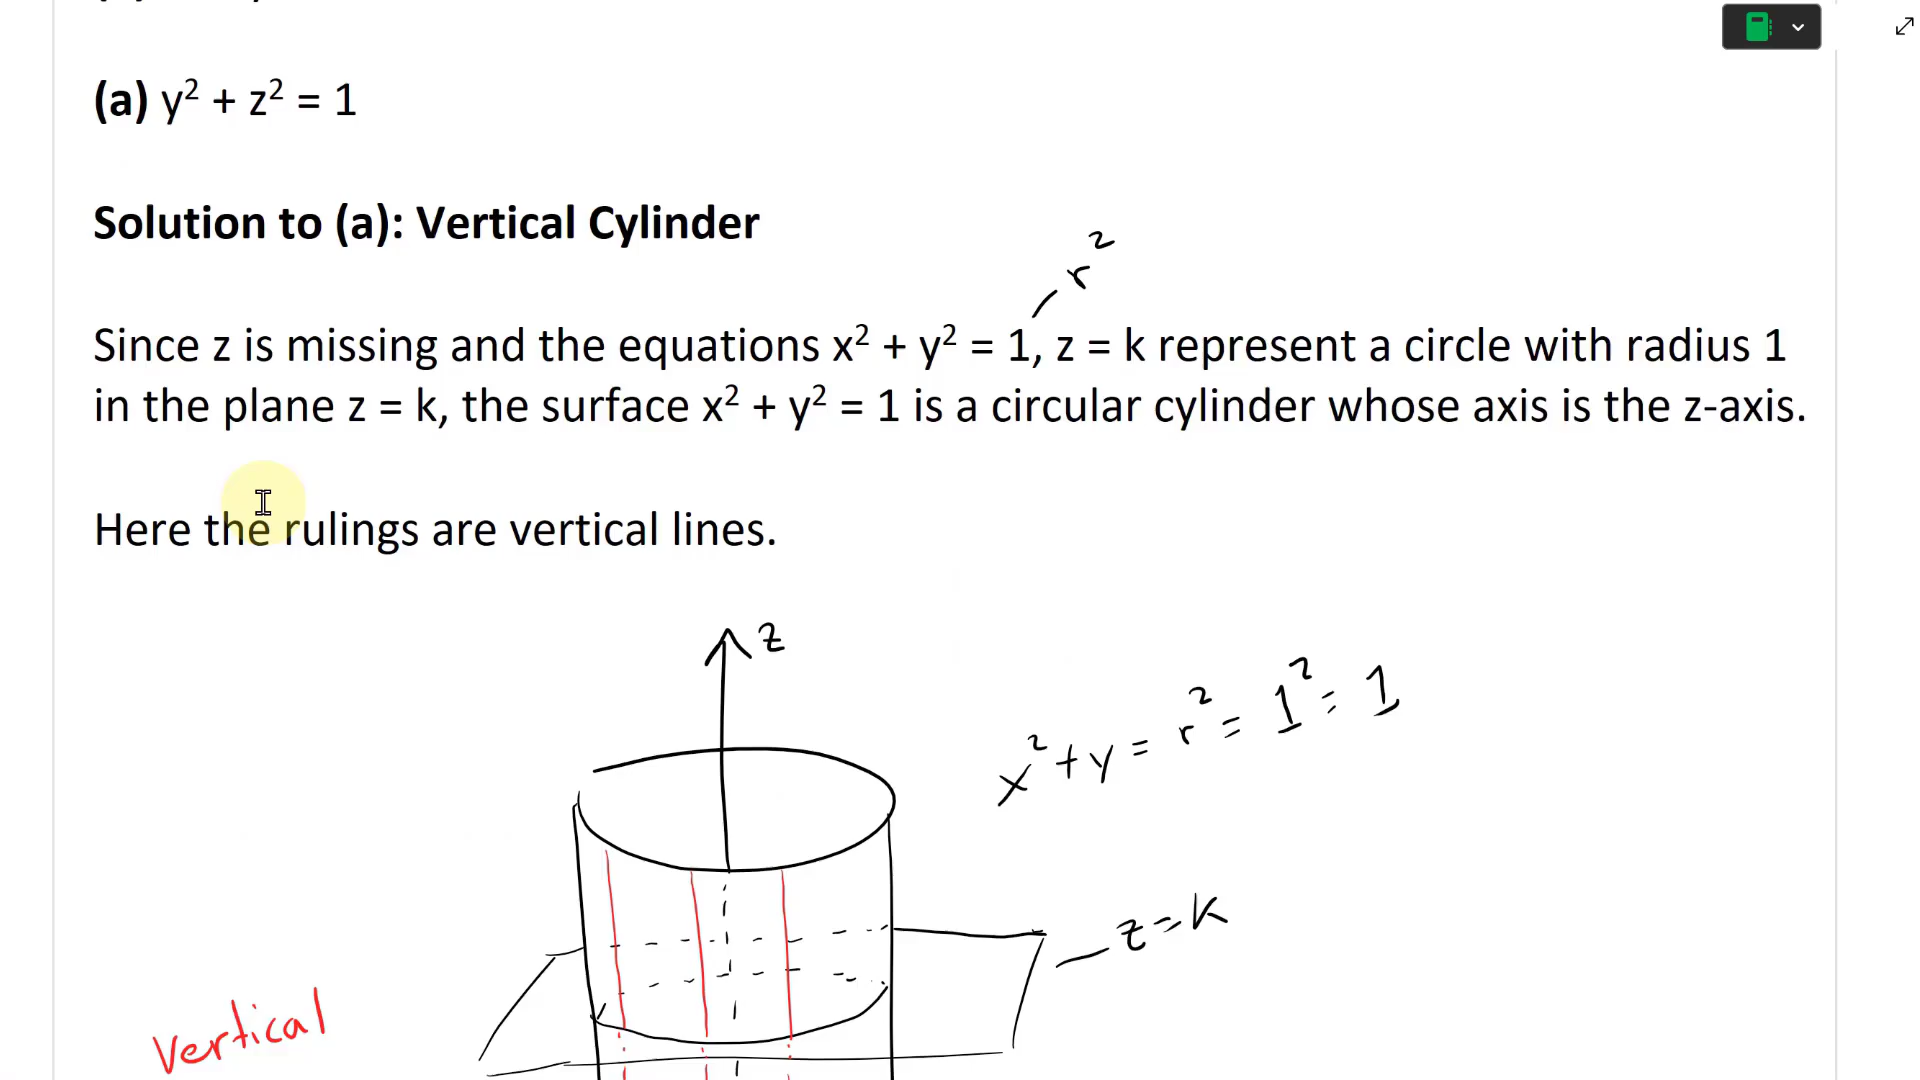 (a) y² + z² = 1
Solution to (a): Vertical Cylinder
r²
Since z is missing and the equations x² + y² = 1, z = k represent a circle with radius 1
in the plane z = k, the surface x² + y² = 1 is a circular cylinder whose axis is the z-axis.
Here the rulings are vertical lines.
z
x² + y = r² = 1² = 1
z = k
Vertical